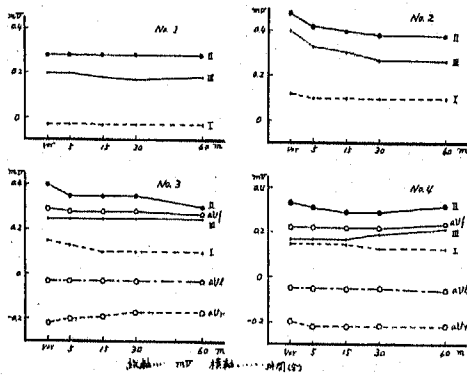 mV
No. 1
0.4
II
0.2
III
0
I
vor 5 15 30 60 m
No. 2
0.4
II
III
0.2
I
0
vor 5 15 30 60 m
No. 3
0.4
II
aVf
III
0.2
I
0
aVl
-0.2
aVr
vor 5 15 30 60
No. 4
0.4
II
aVf
0.2
III
I
0
aVl
-0.2
aVr
vor 5 15 30 60 m
縦軸…… mV 横軸…… 時間(分)